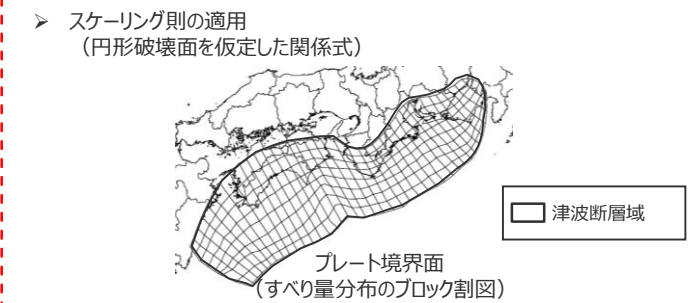 ➢ スケーリング則の適用
（円形破壊面を仮定した関係式）
津波断層域
プレート境界面
（すべり量分布のブロック割図）